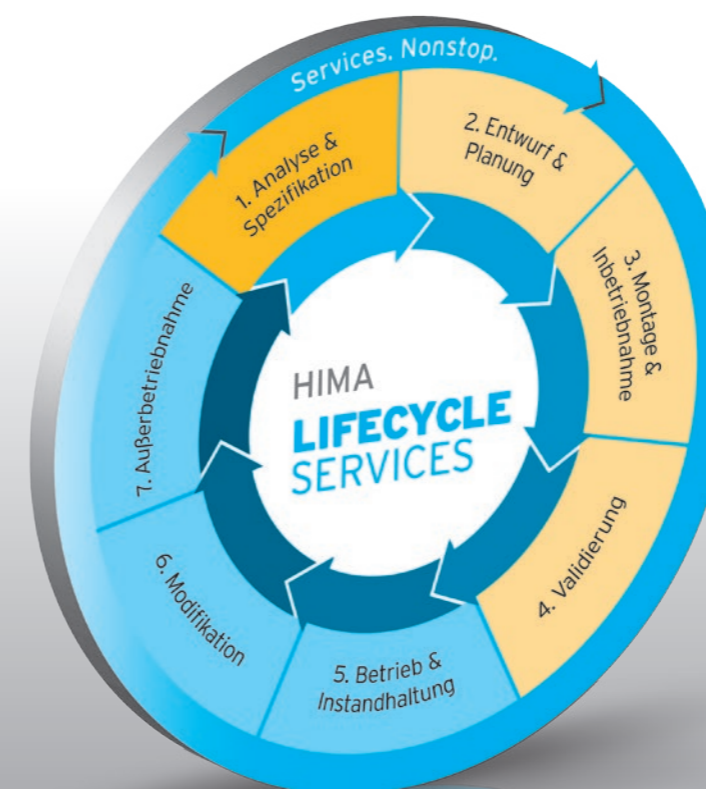 Services. Nonstop.
1. Analyse &
Spezifikation
2. Entwurf &
Planung
3. Montage &
Inbetriebnahme
4. Validierung
5. Betrieb &
Instandhaltung
6. Modifikation
7. Außerbetriebnahme
HIMA
LIFECYCLE
SERVICES